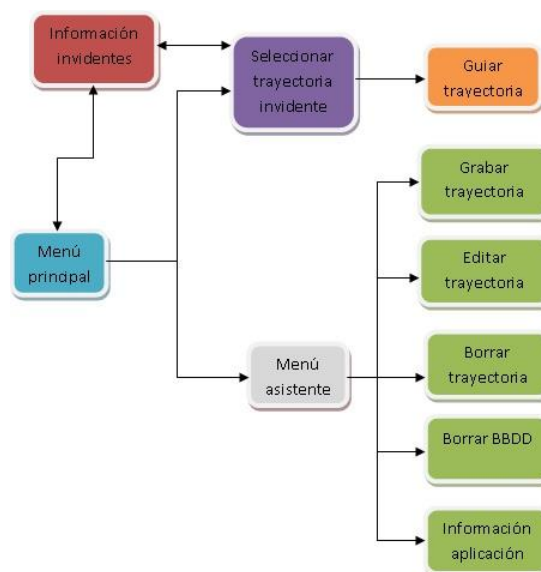 Información
invidentes
Seleccionar
trayectoria
invidente
Guiar
trayectoria
Grabar
trayectoria
Menú
principal
Editar
trayectoria
Menú
asistente
Borrar
trayectoria
Borrar BBDD
Información
aplicación